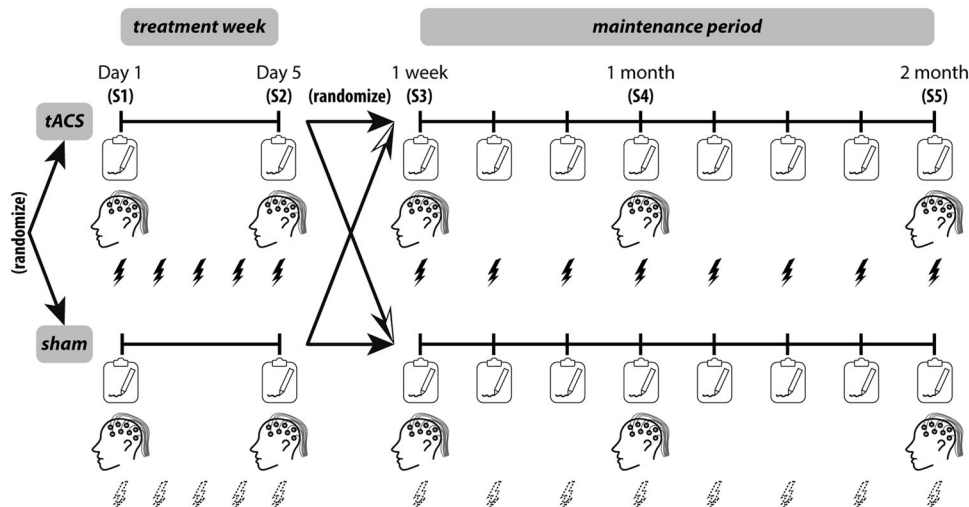 treatment week
maintenance period
Day 1
(S1)
Day 5
(S2)
(randomize)
1 week
(S3)
1 month
(S4)
2 month
(S5)
tACS
(randomize)
sham